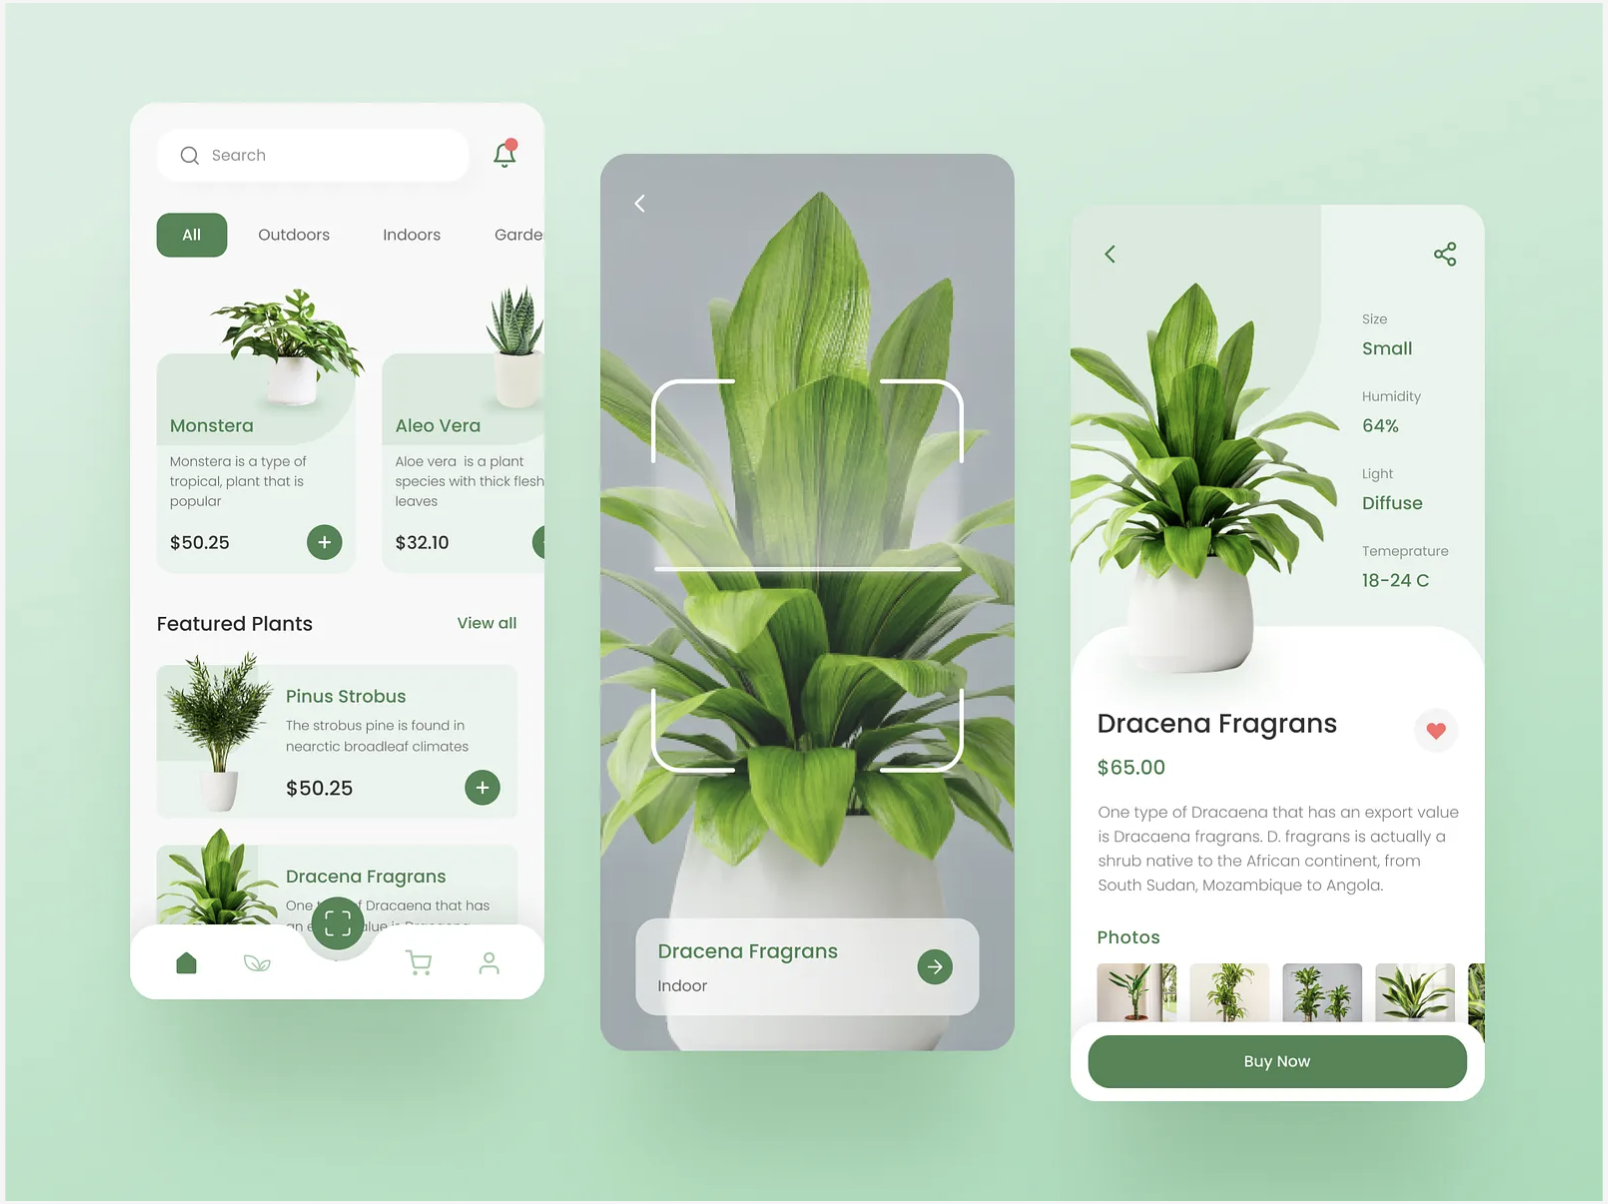 Search
All
Outdoors
Indoors
Garde
Monstera
Monstera is a type of
tropical, plant that is
popular
$50.25
Aleo Vera
Aloe vera is a plant
species with thick flesh
leaves
$32.10
Featured Plants
View all
Pinus Strobus
The strobus pine is found in
nearctic broadleaf climates
$50.25
Dracena Fragrans
One of Dracaena that has
an value is Dracaena
Dracena Fragrans
Indoor
Size
Small
Humidity
64%
Light
Diffuse
Temeprature
18-24 C
Dracena Fragrans
$65.00
One type of Dracaena that has an export value
is Dracaena fragrans. D. fragrans is actually a
shrub native to the African continent, from
South Sudan, Mozambique to Angola.
Photos
Buy Now